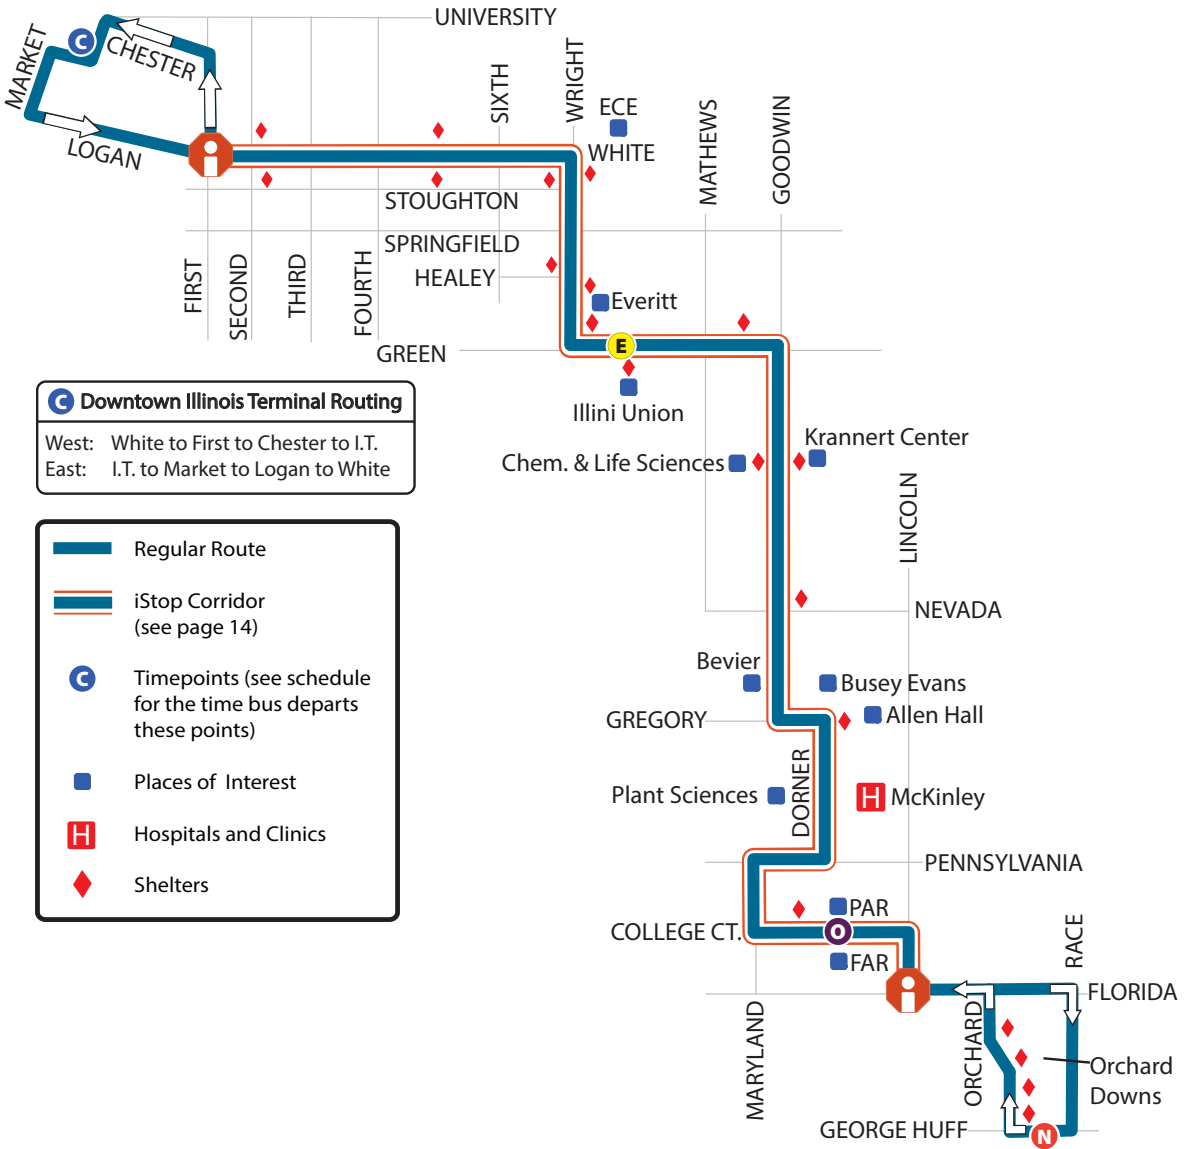 UNIVERSITY
MARKET
C
CHESTER
LOGAN
SIXTH
WRIGHT
ECE
WHITE
MATHEWS
GOODWIN
STOUGHTON
SPRINGFIELD
HEALEY
FIRST
SECOND
THIRD
FOURTH
Everitt
GREEN
E
Illini Union
C Downtown Illinois Terminal Routing
West: White to First to Chester to I.T.
East: I.T. to Market to Logan to White
Krannert Center
Chem. & Life Sciences
LINCOLN
Regular Route
iStop Corridor
(see page 14)
C Timepoints (see schedule
for the time bus departs
these points)
Places of Interest
H Hospitals and Clinics
Shelters
NEVADA
Bevier
Busey Evans
GREGORY
Allen Hall
DORNER
Plant Sciences
H McKinley
PENNSYLVANIA
PAR
COLLEGE CT.
O
FAR
RACE
FLORIDA
MARYLAND
ORCHARD
Orchard
Downs
GEORGE HUFF
N